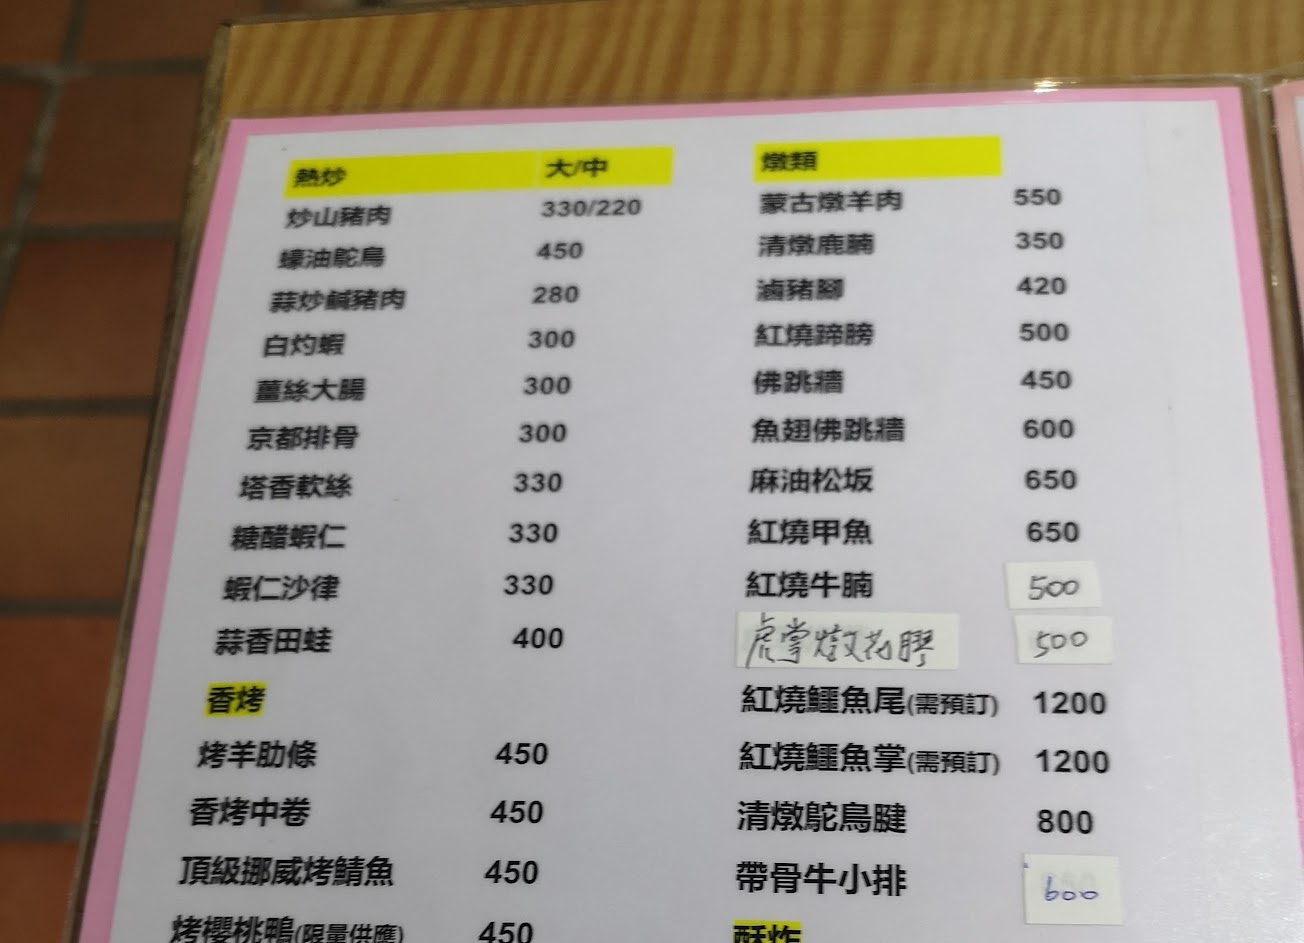 熱炒 大/中
炒山豬肉 330/220
蠔油鴕鳥 450
蒜炒鹹豬肉 280
白灼蝦 300
薑絲大腸 300
京都排骨 300
塔香軟絲 330
糖醋蝦仁 330
蝦仁沙律 330
蒜香田蛙 400
香烤
烤羊肋條 450
香烤中卷 450
頂級挪威烤鯖魚 450
烤櫻桃鴨(限量供應) 450
燉類
蒙古燉羊肉 550
清燉鹿腩 350
滷豬腳 420
紅燒蹄膀 500
佛跳牆 450
魚翅佛跳牆 600
麻油松坂 650
紅燒甲魚 650
紅燒牛腩 500
虎掌燉花膠 500
紅燒鱷魚尾(需預訂) 1200
紅燒鱷魚掌(需預訂) 1200
清燉鴕鳥腱 800
帶骨牛小排 600
酥炸